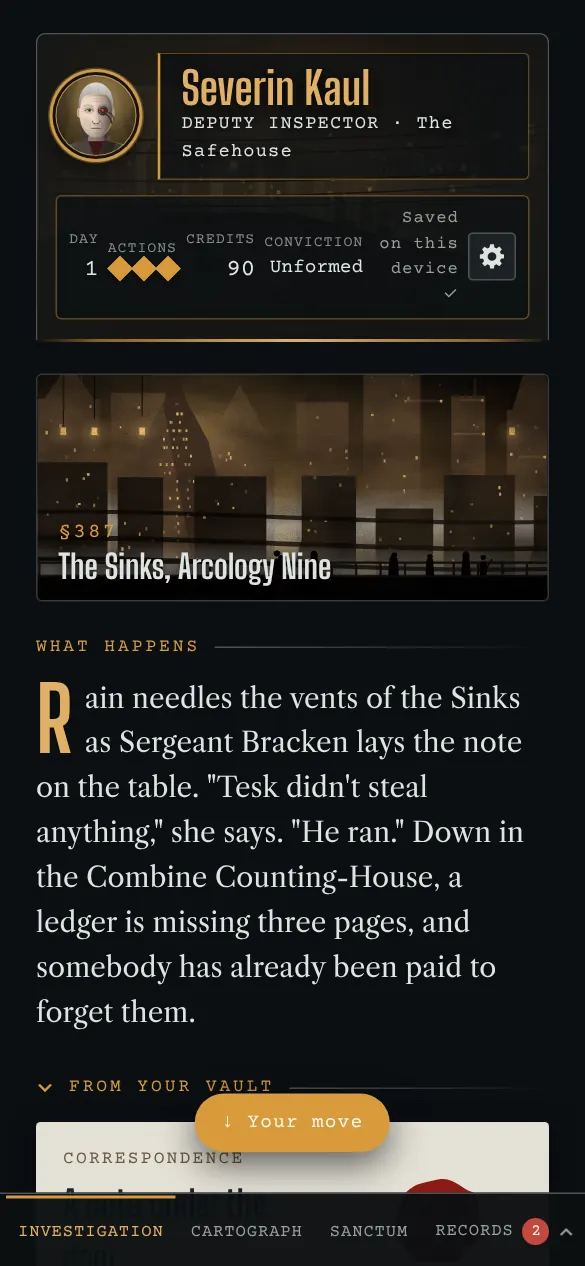 Severin Kaul
DEPUTY INSPECTOR · The
Safehouse
DAY
1
ACTIONS
CREDITS
90
CONVICTION
Unformed
Saved
on this
device
✓
§387
The Sinks, Arcology Nine
WHAT HAPPENS
Rain needles the vents of the Sinks
as Sergeant Bracken lays the note
on the table. "Tesk didn't steal
anything," she says. "He ran." Down in
the Combine Counting-House, a
ledger is missing three pages, and
somebody has already been paid to
forget them.
FROM YOUR VAULT
↓ Your move
CORRESPONDENCE
A note under the
door
INVESTIGATION
CARTOGRAPH
SANCTUM
RECORDS 2